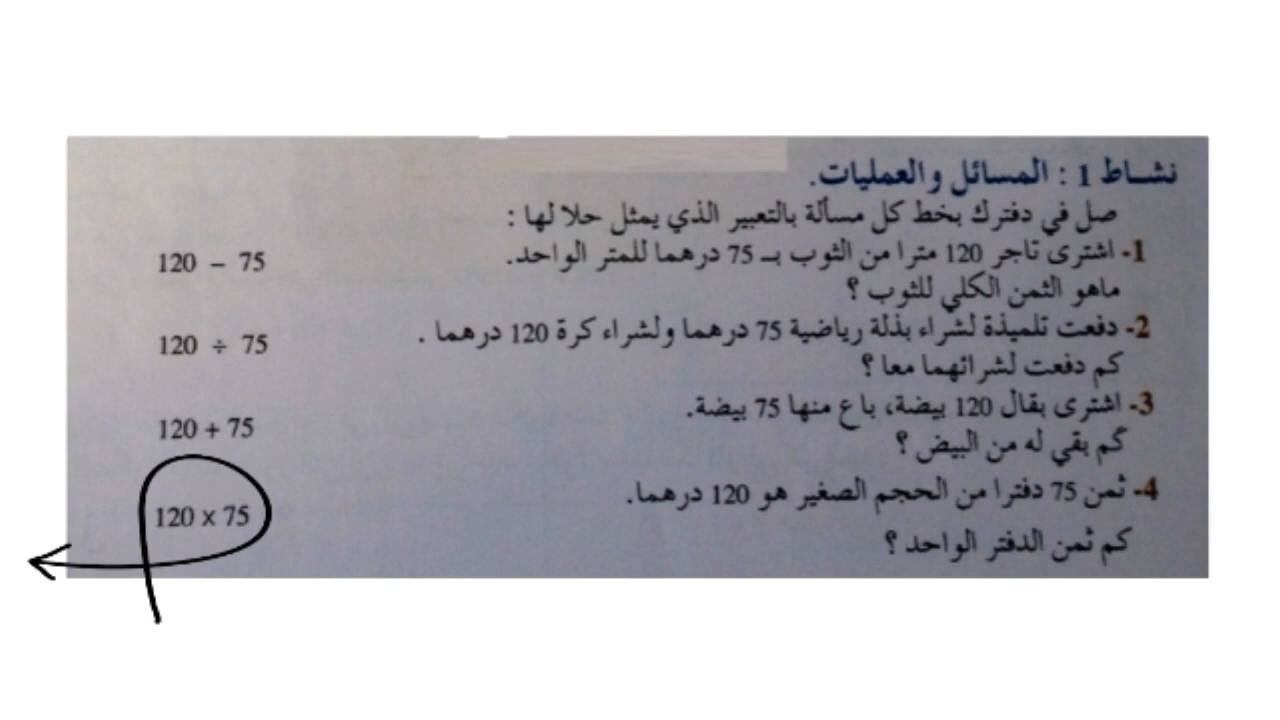 نشاط 1 : المسائل والعمليات.
صل في دفترك بخط كل مسألة بالتعبير الذي يمثل حلا لها :
1- اشترى تاجر 120 مترا من الثوب بـ 75 درهما للمتر الواحد.
ماهو الثمن الكلي للثوب ؟
2- دفعت تلميذة لشراء بذلة رياضية 75 درهما ولشراء كرة 120 درهما .
كم دفعت لشرائهما معا ؟
3- اشترى بقال 120 بيضة، باع منها 75 بيضة.
كم بقي له من البيض ؟
4- ثمن 75 دفترا من الحجم الصغير هو 120 درهما.
كم ثمن الدفتر الواحد ؟
120 – 75
120 ÷ 75
120 + 75
120 x 75